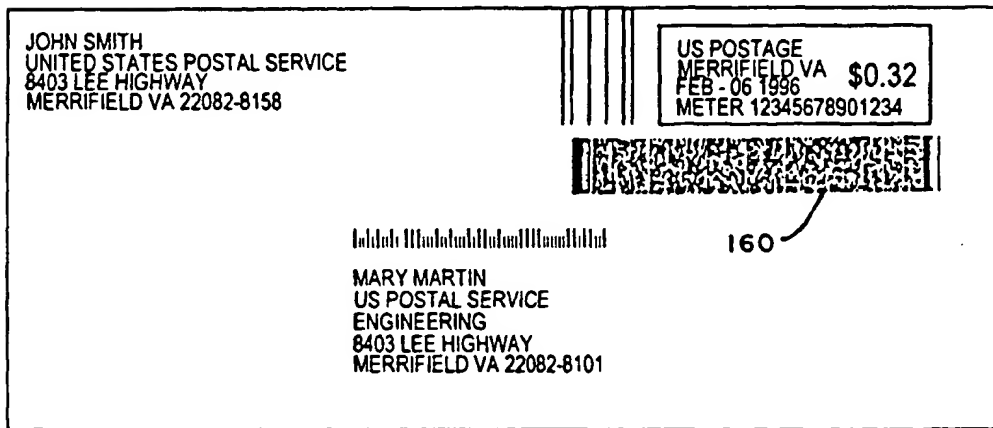 JOHN SMITH
UNITED STATES POSTAL SERVICE
8403 LEE HIGHWAY
MERRIFIELD VA 22082-8158
US POSTAGE
MERRIFIELD VA $0.32
FEB - 06 1996
METER 12345678901234
160
MARY MARTIN
US POSTAL SERVICE
ENGINEERING
8403 LEE HIGHWAY
MERRIFIELD VA 22082-8101